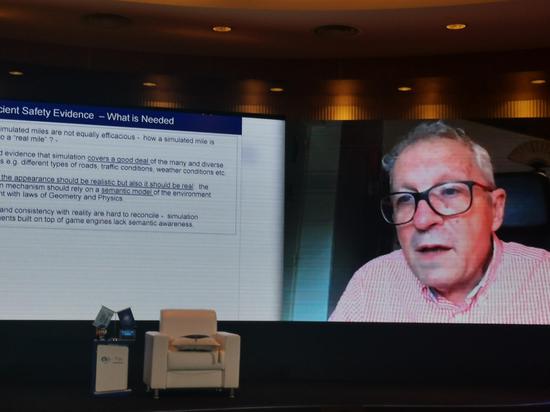 cient Safety Evidence – What is Needed
imulated miles are not equally efficacious - how a simulated mile is
o a "real mile" ? -
d evidence that simulation covers a good deal of the many and diverse
s e.g. different types of roads, traffic conditions, weather conditions etc.
the appearance should be realistic but also it should be real the
n mechanism should rely on a semantic model of the environment
nt with laws of Geometry and Physics
and consistency with reality are hard to reconcile - simulation
ents built on top of game engines lack semantic awareness.